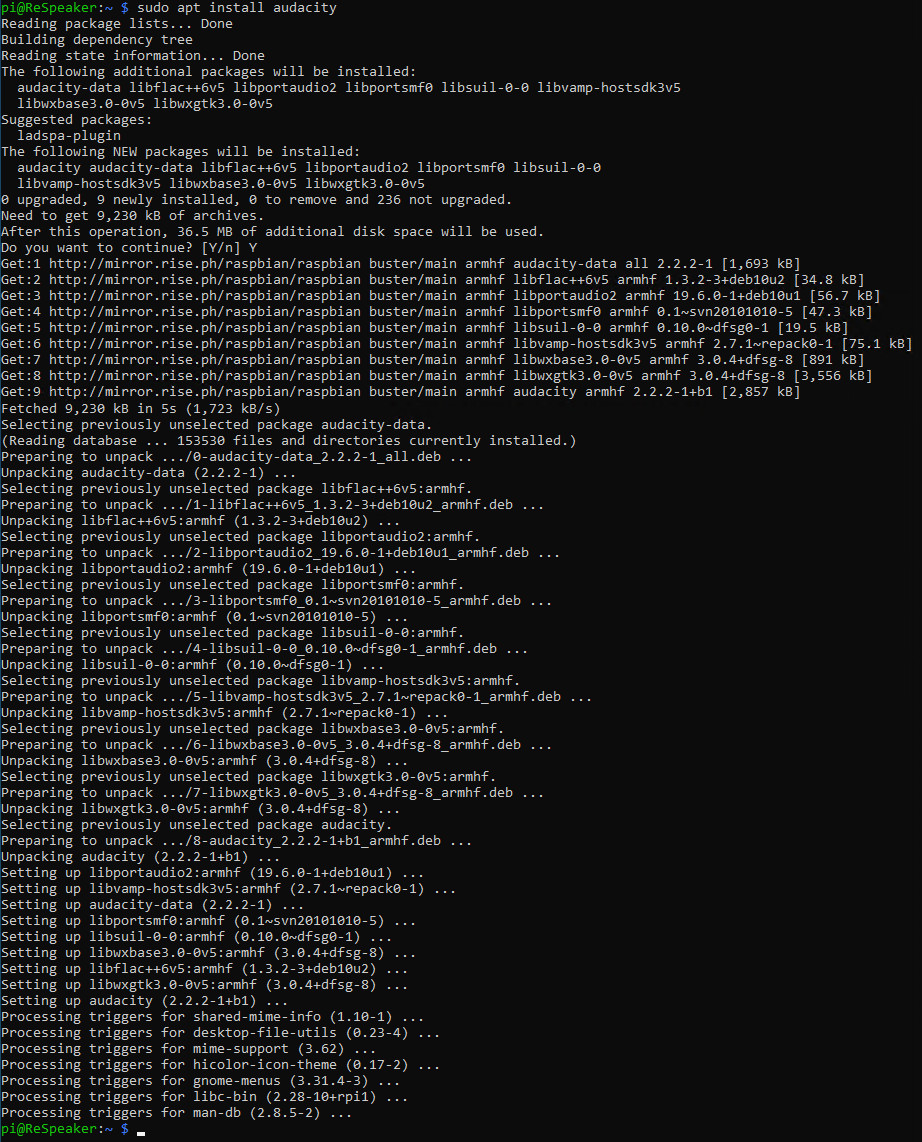 pi@ReSpeaker:~ $ sudo apt install audacity
Reading package lists... Done
Building dependency tree
Reading state information... Done
The following additional packages will be installed:
  audacity-data libflac++6v5 libportaudio2 libportsmf0 libsuil-0-0 libvamp-hostsdk3v5
  libwxbase3.0-0v5 libwxgtk3.0-0v5
Suggested packages:
  ladspa-plugin
The following NEW packages will be installed:
  audacity audacity-data libflac++6v5 libportaudio2 libportsmf0 libsuil-0-0
  libvamp-hostsdk3v5 libwxbase3.0-0v5 libwxgtk3.0-0v5
0 upgraded, 9 newly installed, 0 to remove and 236 not upgraded.
Need to get 9,230 kB of archives.
After this operation, 36.5 MB of additional disk space will be used.
Do you want to continue? [Y/n] Y
Get:1 http://mirror.rise.ph/raspbian/raspbian buster/main armhf audacity-data all 2.2.2-1 [1,693 kB]
Get:2 http://mirror.rise.ph/raspbian/raspbian buster/main armhf libflac++6v5 armhf 1.3.2-3+deb10u2 [34.8 kB]
Get:3 http://mirror.rise.ph/raspbian/raspbian buster/main armhf libportaudio2 armhf 19.6.0-1+deb10u1 [56.7 kB]
Get:4 http://mirror.rise.ph/raspbian/raspbian buster/main armhf libportsmf0 armhf 0.1~svn20101010-5 [47.3 kB]
Get:5 http://mirror.rise.ph/raspbian/raspbian buster/main armhf libsuil-0-0 armhf 0.10.0~dfsg0-1 [19.5 kB]
Get:6 http://mirror.rise.ph/raspbian/raspbian buster/main armhf libvamp-hostsdk3v5 armhf 2.7.1~repack0-1 [75.1 kB]
Get:7 http://mirror.rise.ph/raspbian/raspbian buster/main armhf libwxbase3.0-0v5 armhf 3.0.4+dfsg-8 [891 kB]
Get:8 http://mirror.rise.ph/raspbian/raspbian buster/main armhf libwxgtk3.0-0v5 armhf 3.0.4+dfsg-8 [3,556 kB]
Get:9 http://mirror.rise.ph/raspbian/raspbian buster/main armhf audacity armhf 2.2.2-1+b1 [2,857 kB]
Fetched 9,230 kB in 5s (1,723 kB/s)
Selecting previously unselected package audacity-data.
(Reading database ... 153530 files and directories currently installed.)
Preparing to unpack .../0-audacity-data_2.2.2-1_all.deb ...
Unpacking audacity-data (2.2.2-1) ...
Selecting previously unselected package libflac++6v5:armhf.
Preparing to unpack .../1-libflac++6v5_1.3.2-3+deb10u2_armhf.deb ...
Unpacking libflac++6v5:armhf (1.3.2-3+deb10u2) ...
Selecting previously unselected package libportaudio2:armhf.
Preparing to unpack .../2-libportaudio2_19.6.0-1+deb10u1_armhf.deb ...
Unpacking libportaudio2:armhf (19.6.0-1+deb10u1) ...
Selecting previously unselected package libportsmf0:armhf.
Preparing to unpack .../3-libportsmf0_0.1~svn20101010-5_armhf.deb ...
Unpacking libportsmf0:armhf (0.1~svn20101010-5) ...
Selecting previously unselected package libsuil-0-0:armhf.
Preparing to unpack .../4-libsuil-0-0_0.10.0~dfsg0-1_armhf.deb ...
Unpacking libsuil-0-0:armhf (0.10.0~dfsg0-1) ...
Selecting previously unselected package libvamp-hostsdk3v5:armhf.
Preparing to unpack .../5-libvamp-hostsdk3v5_2.7.1~repack0-1_armhf.deb ...
Unpacking libvamp-hostsdk3v5:armhf (2.7.1~repack0-1) ...
Selecting previously unselected package libwxbase3.0-0v5:armhf.
Preparing to unpack .../6-libwxbase3.0-0v5_3.0.4+dfsg-8_armhf.deb ...
Unpacking libwxbase3.0-0v5:armhf (3.0.4+dfsg-8) ...
Selecting previously unselected package libwxgtk3.0-0v5:armhf.
Preparing to unpack .../7-libwxgtk3.0-0v5_3.0.4+dfsg-8_armhf.deb ...
Unpacking libwxgtk3.0-0v5:armhf (3.0.4+dfsg-8) ...
Selecting previously unselected package audacity.
Preparing to unpack .../8-audacity_2.2.2-1+b1_armhf.deb ...
Unpacking audacity (2.2.2-1+b1) ...
Setting up libportaudio2:armhf (19.6.0-1+deb10u1) ...
Setting up libvamp-hostsdk3v5:armhf (2.7.1~repack0-1) ...
Setting up audacity-data (2.2.2-1) ...
Setting up libportsmf0:armhf (0.1~svn20101010-5) ...
Setting up libsuil-0-0:armhf (0.10.0~dfsg0-1) ...
Setting up libwxbase3.0-0v5:armhf (3.0.4+dfsg-8) ...
Setting up libflac++6v5:armhf (1.3.2-3+deb10u2) ...
Setting up libwxgtk3.0-0v5:armhf (3.0.4+dfsg-8) ...
Setting up audacity (2.2.2-1+b1) ...
Processing triggers for shared-mime-info (1.10-1) ...
Processing triggers for desktop-file-utils (0.23-4) ...
Processing triggers for mime-support (3.62) ...
Processing triggers for hicolor-icon-theme (0.17-2) ...
Processing triggers for gnome-menus (3.31.4-3) ...
Processing triggers for libc-bin (2.28-10+rpi1) ...
Processing triggers for man-db (2.8.5-2) ...
pi@ReSpeaker:~ $